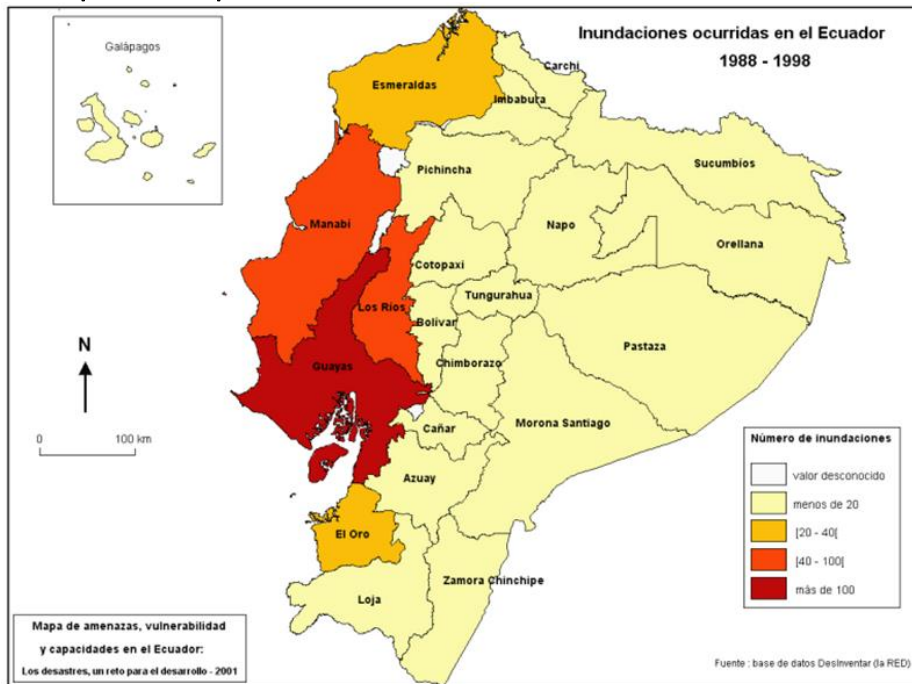 Galápagos
Inundaciones ocurridas en el Ecuador
1988 - 1998
Carchi
Esmeraldas
Imbabura
Sucumbíos
Pichincha
Manabí
Napo
Orellana
Cotopaxi
Tungurahua
Los Ríos
Bolívar
Pastaza
N
Guayas
Chimborazo
0 100 km
Cañar
Morona Santiago
Azuay
El Oro
Zamora Chinchipe
Loja
Número de inundaciones
valor desconocido
menos de 20
[20 - 40[
[40 - 100[
más de 100
Mapa de amenazas, vulnerabilidad
y capacidades en el Ecuador:
Los desastres, un reto para el desarrollo - 2001
Fuente : base de datos DesInventar (la RED)